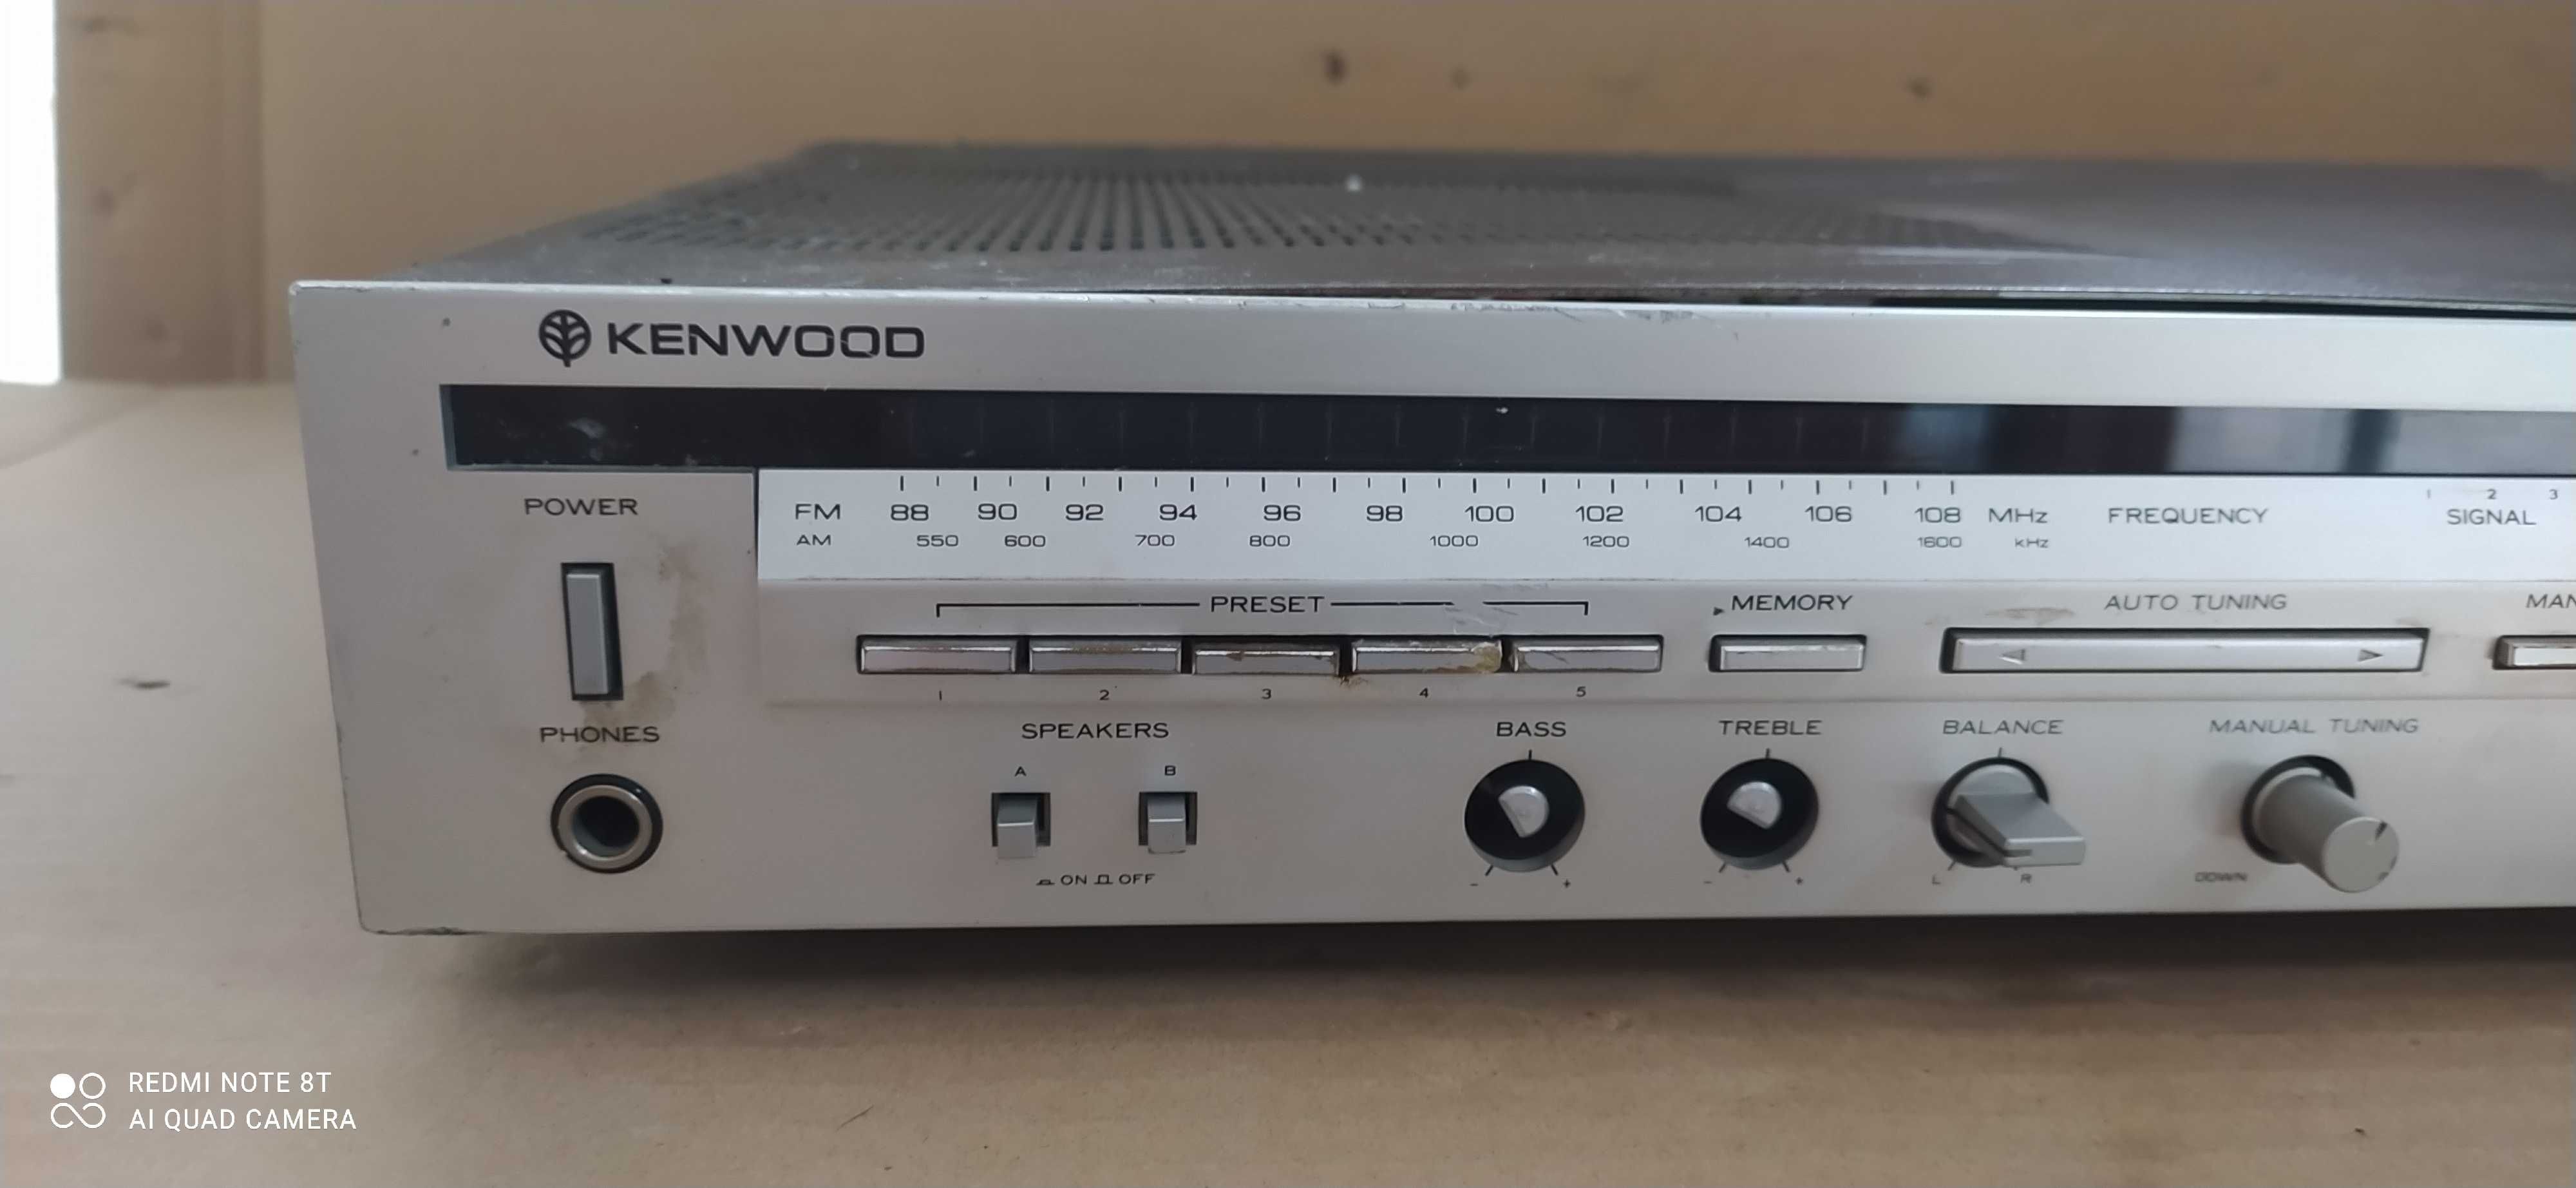 KENWOOD
POWER
FM 88 90 92 94 96 98 100 102 104 106 108 MHz FREQUENCY
AM 550 600 700 800 1000 1200 1400 1600 kHz
1 2 3
SIGNAL
PRESET
MEMORY
AUTO TUNING
MAN
1 2 3 4 5
PHONES
SPEAKERS
A B
ON OFF
BASS
- +
TREBLE
- +
BALANCE
L R
MANUAL TUNING
DOWN
REDMI NOTE 8T
AI QUAD CAMERA